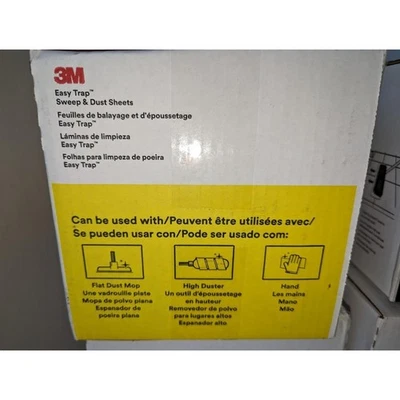 3M
Easy Trap™
Sweep & Dust Sheets
Feuilles de balayage et d'époussetage
Easy Trap™
Láminas de limpieza
Easy Trap™
Folhas para limpeza de poeira
Easy Trap™
Can be used with/Peuvent être utilisées avec/
Se pueden usar con/Pode ser usado com:
Flat Dust Mop
Une vadrouille plate
Mopa de polvo plana
Espanador de
poeira plana
High Duster
Un outil d'époussetage
en hauteur
Removedor de polvo
para lugares altos
Espanador alto
Hand
Les mains
Mano
Mão